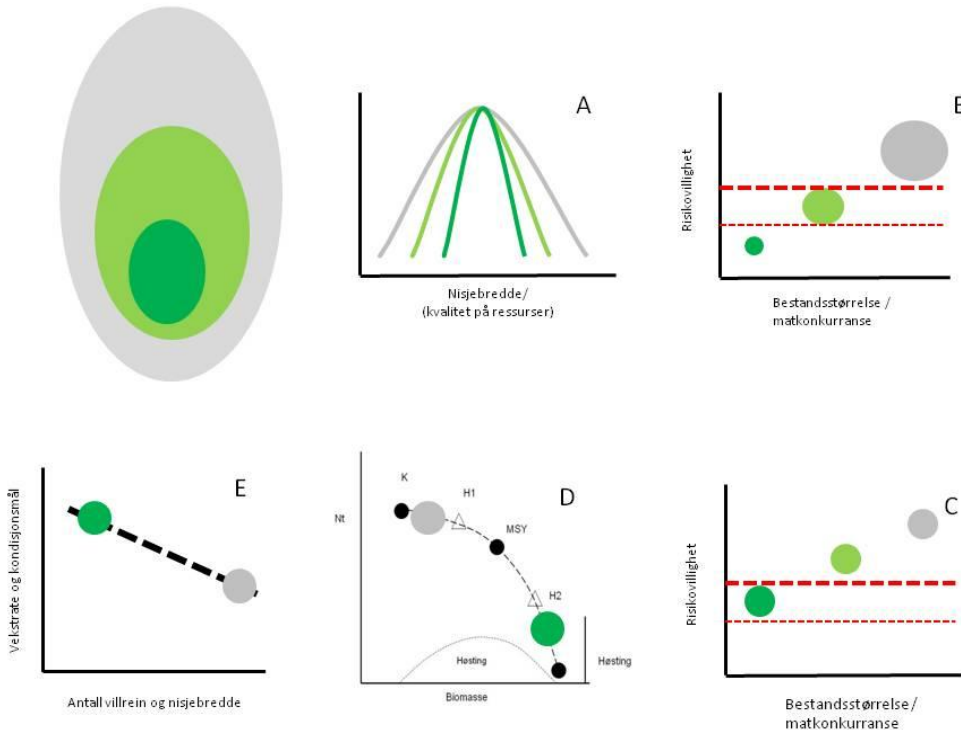 A
Nisjebredde/
(kvalitet på ressurser)
B
Risikovillighet
Bestandsstørrelse /
matkonkurranse
E
Vekstrate og kondisjonsmål
Antall villrein og nisjebredde
D
K
H1
Nt
MSY
H2
Høsting
Høsting
Biomasse
C
Risikovillighet
Bestandsstørrelse /
matkonkurranse